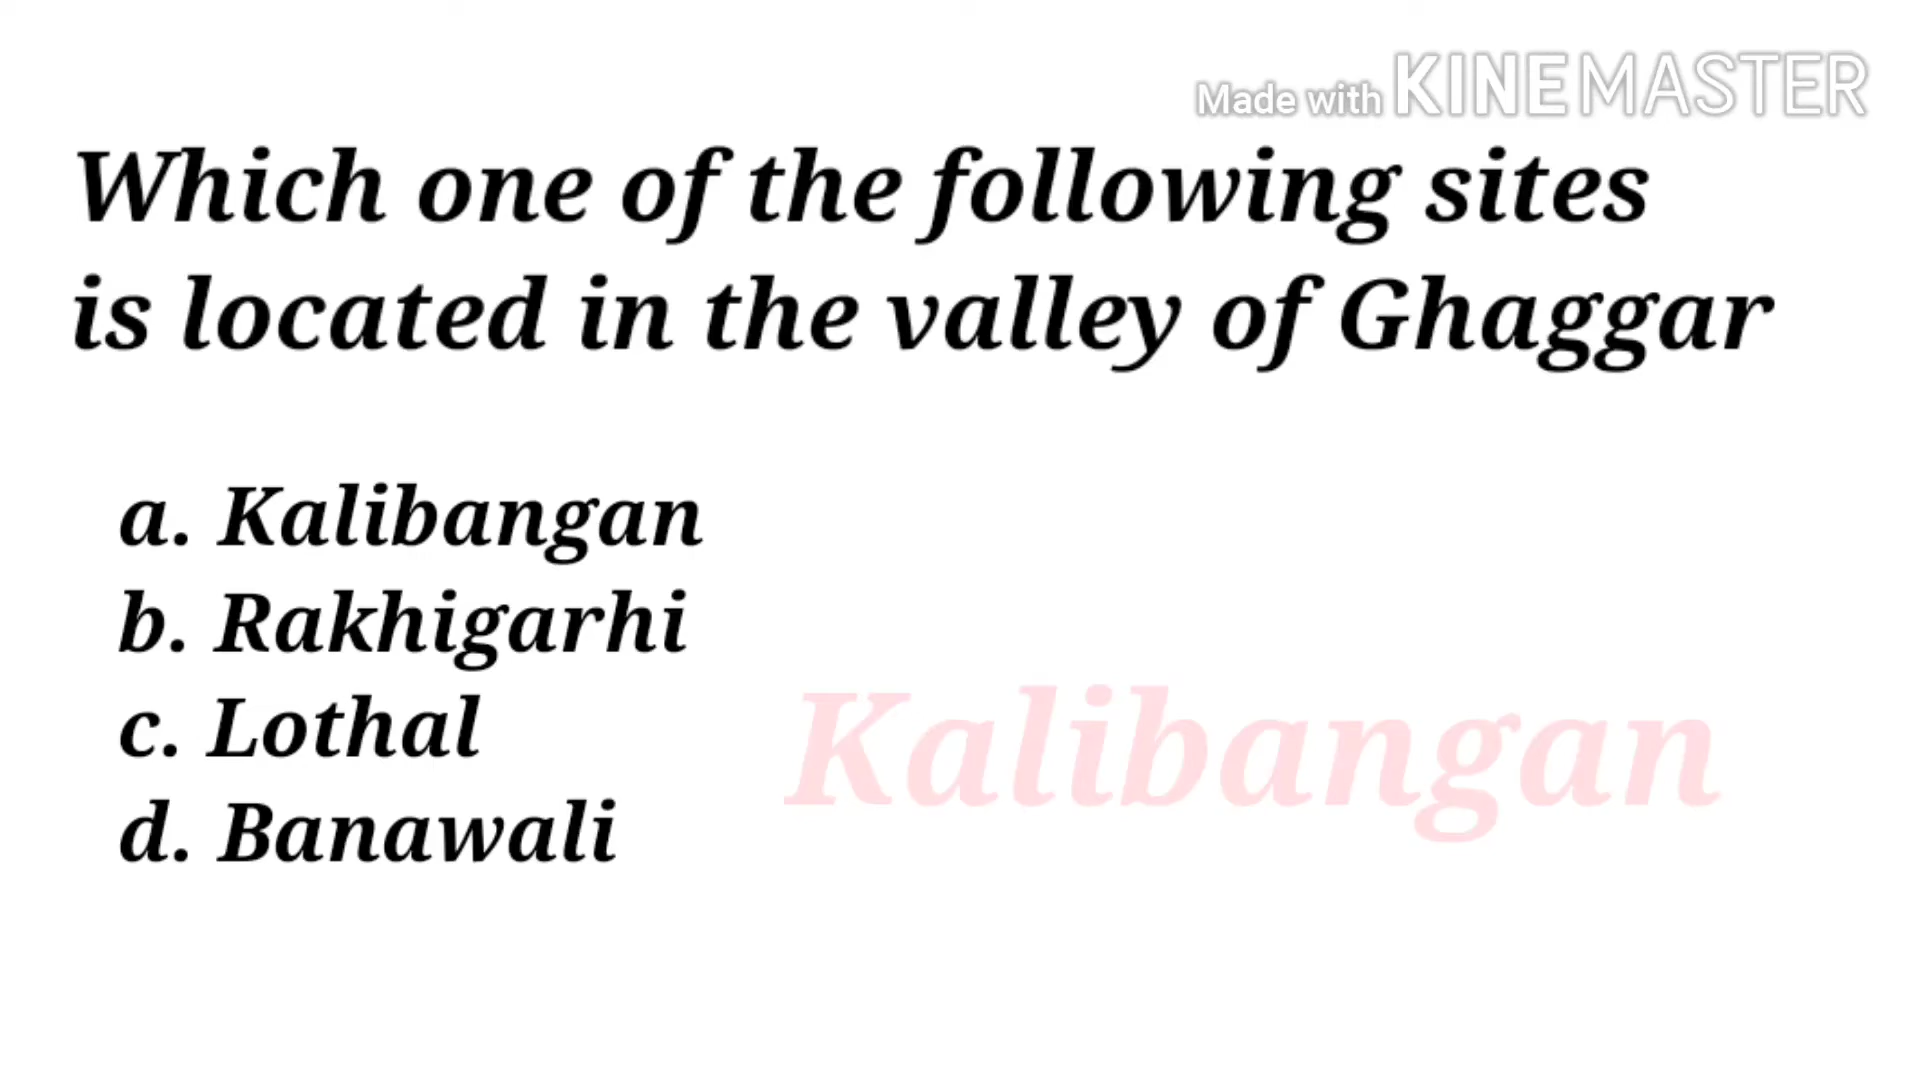 Made with KINEMASTER
Which one of the following sites
is located in the valley of Ghaggar
a. Kalibangan
b. Rakhigarhi
c. Lothal
d. Banawali
Kalibangan